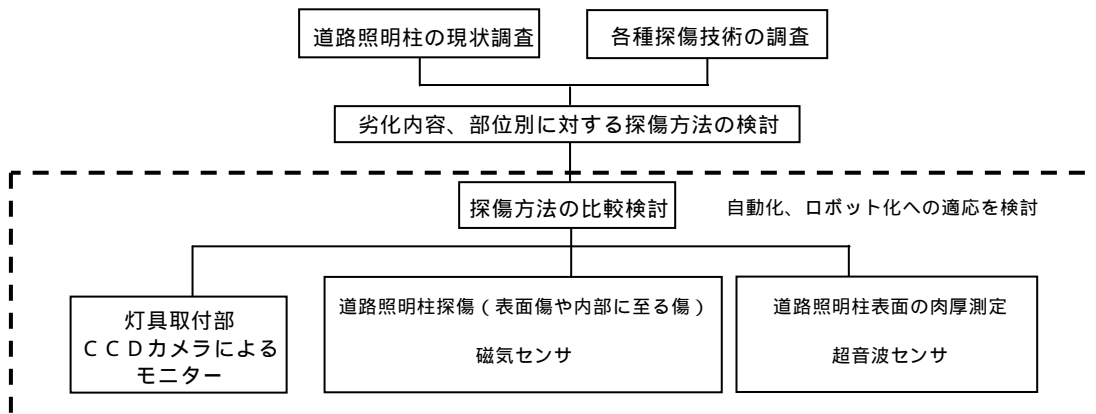 道路照明柱の現状調査
各種探傷技術の調査
劣化内容、部位別に対する探傷方法の検討
探傷方法の比較検討
自動化、ロボット化への適応を検討
灯具取付部
ＣＣＤカメラによる
モニター
道路照明柱探傷（表面傷や内部に至る傷）
磁気センサ
道路照明柱表面の肉厚測定
超音波センサ